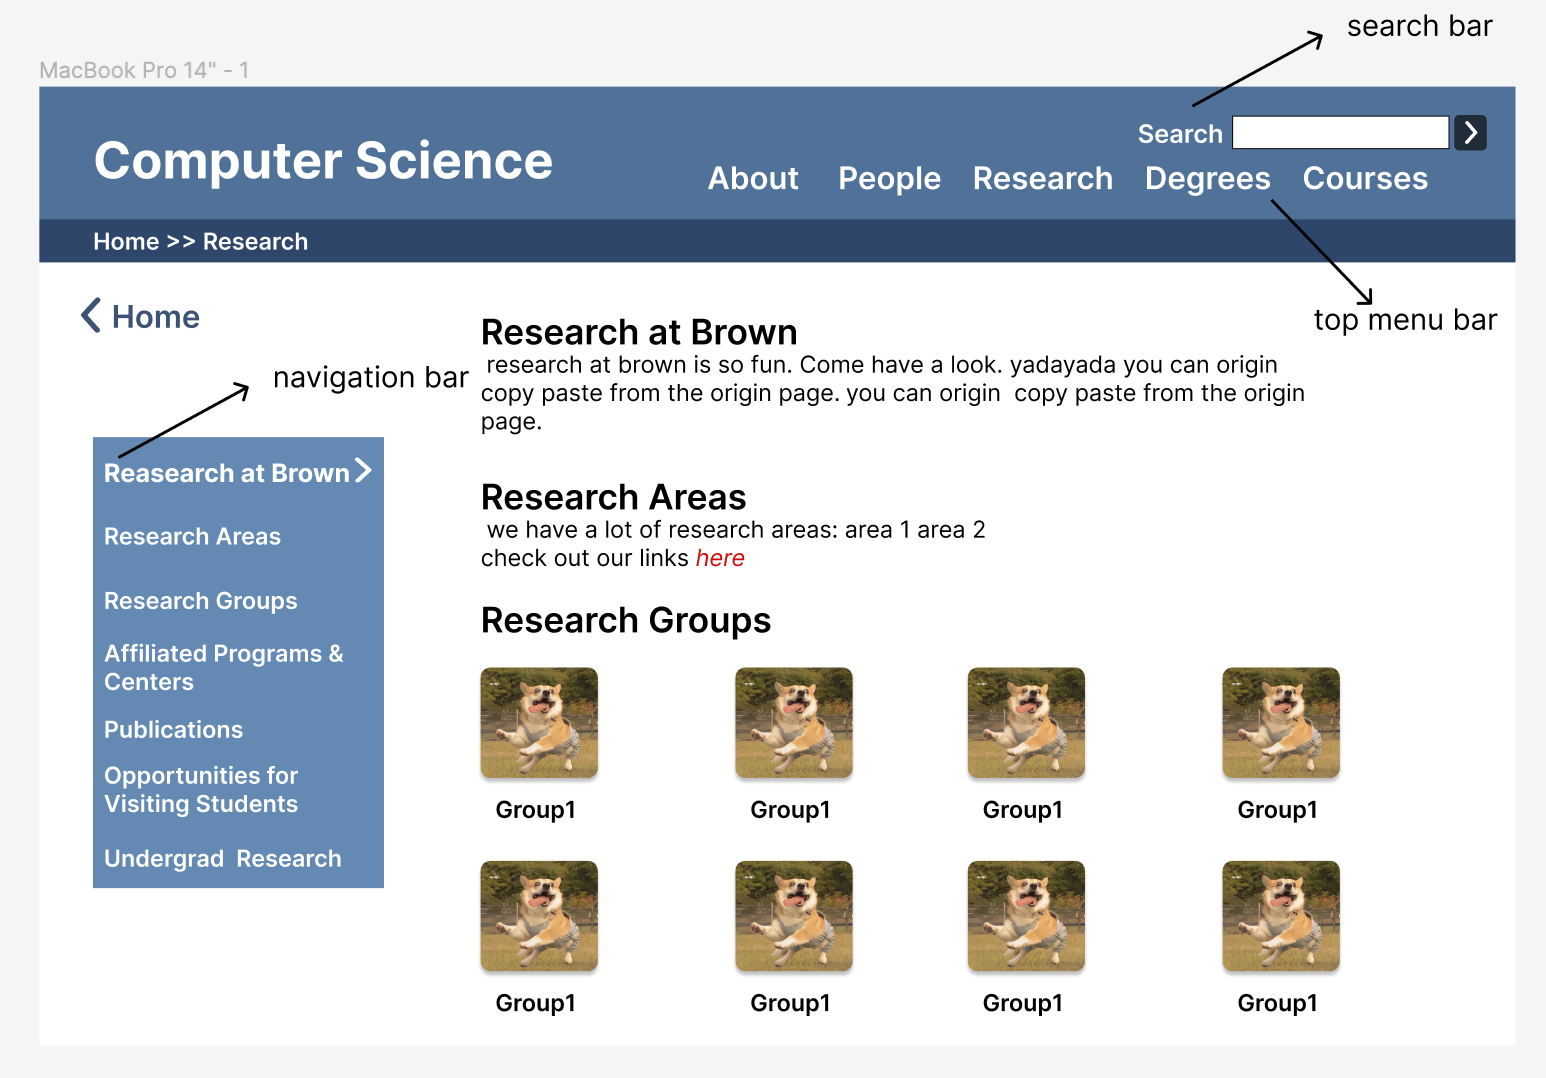 search bar
MacBook Pro 14" - 1
Search
Computer Science
About People Research Degrees Courses
Home >> Research
Home
top menu bar
navigation bar
Reasearch at Brown
Research Areas
Research Groups
Affiliated Programs &
Centers
Publications
Opportunities for
Visiting Students
Undergrad Research
Research at Brown
research at brown is so fun. Come have a look. yadayada you can origin
copy paste from the origin page. you can origin copy paste from the origin
page.
Research Areas
we have a lot of research areas: area 1 area 2
check out our links here
Research Groups
Group1 Group1 Group1 Group1
Group1 Group1 Group1 Group1